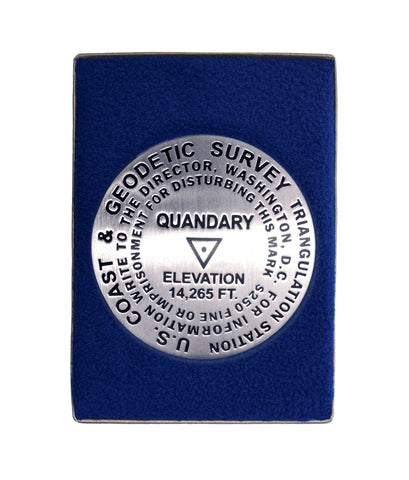 U.S. COAST & GEODETIC SURVEY TRIANGULATION STATION
FOR INFORMATION WRITE TO THE DIRECTOR, WASHINGTON, D.C.
$250 FINE OR IMPRISONMENT FOR DISTURBING THIS MARK.
QUANDARY
ELEVATION
14,265 FT.